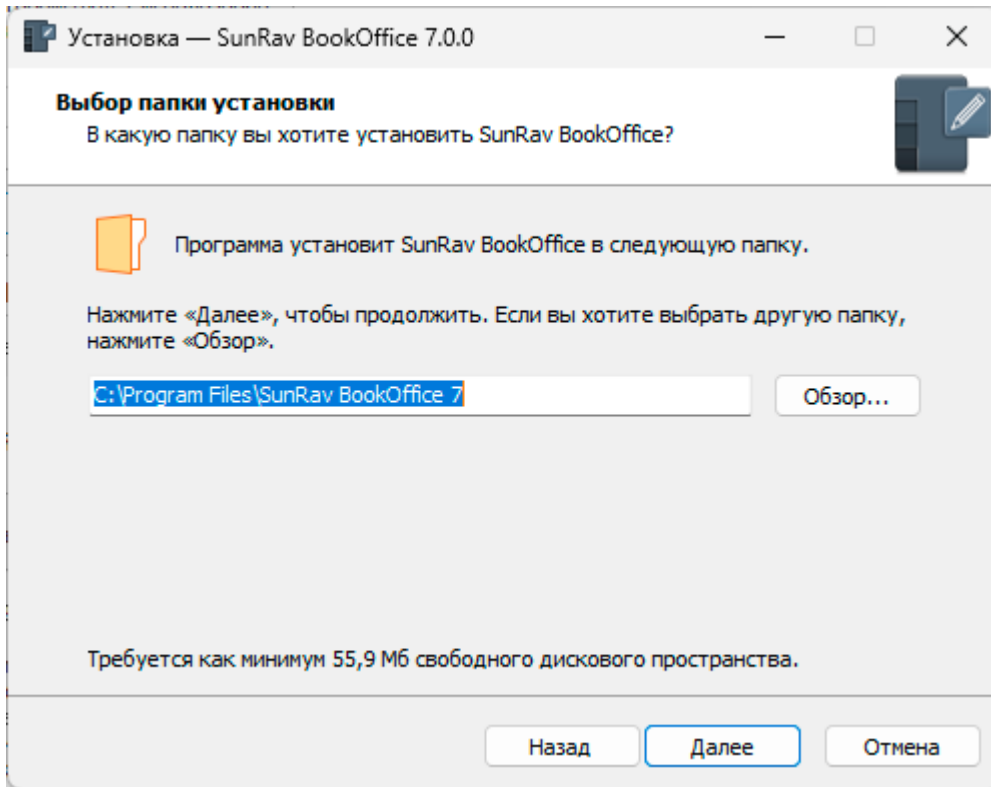 Установка — SunRav BookOffice 7.0.0
Выбор папки установки
В какую папку вы хотите установить SunRav BookOffice?
Программа установит SunRav BookOffice в следующую папку.
Нажмите «Далее», чтобы продолжить. Если вы хотите выбрать другую папку,
нажмите «Обзор».
C:\Program Files\SunRav BookOffice 7
Обзор...
Требуется как минимум 55,9 Мб свободного дискового пространства.
Назад Далее Отмена